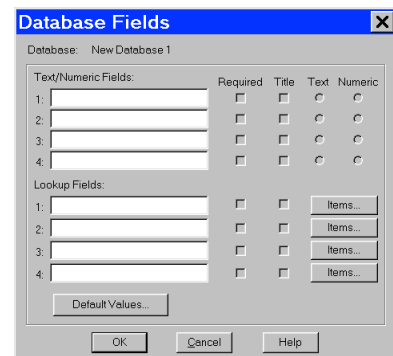 Database Fields
Database: New Database 1
Text/Numeric Fields: Required Title Text Numeric
1:
2:
3:
4:
Lookup Fields:
1: Items...
2: Items...
3: Items...
4: Items...
Default Values...
OK Cancel Help